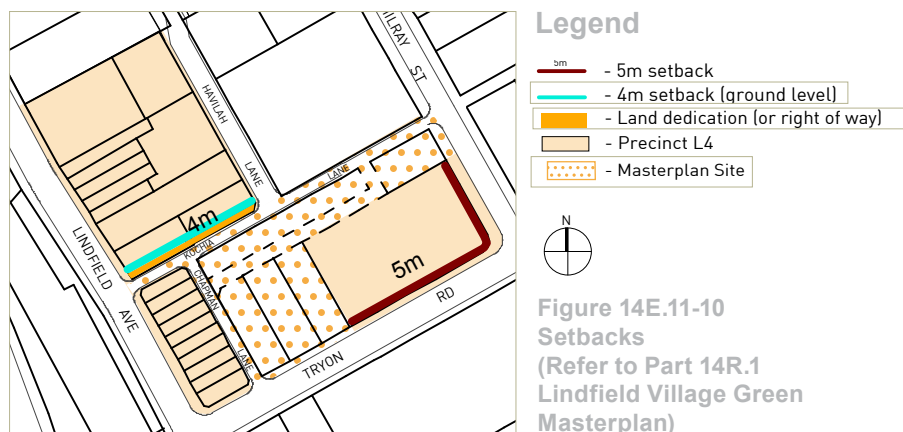 HAVILAH
LANE
MILRAY
ST
LANE
4m
KOCHIA
LINDFIELD
AVE
CHAPMAN
LANE
5m
TRYON
RD
Legend
5m
- 5m setback
- 4m setback (ground level)
- Land dedication (or right of way)
- Precinct L4
- Masterplan Site
N
Figure 14E.11-10
Setbacks
(Refer to Part 14R.1
Lindfield Village Green
Masterplan)